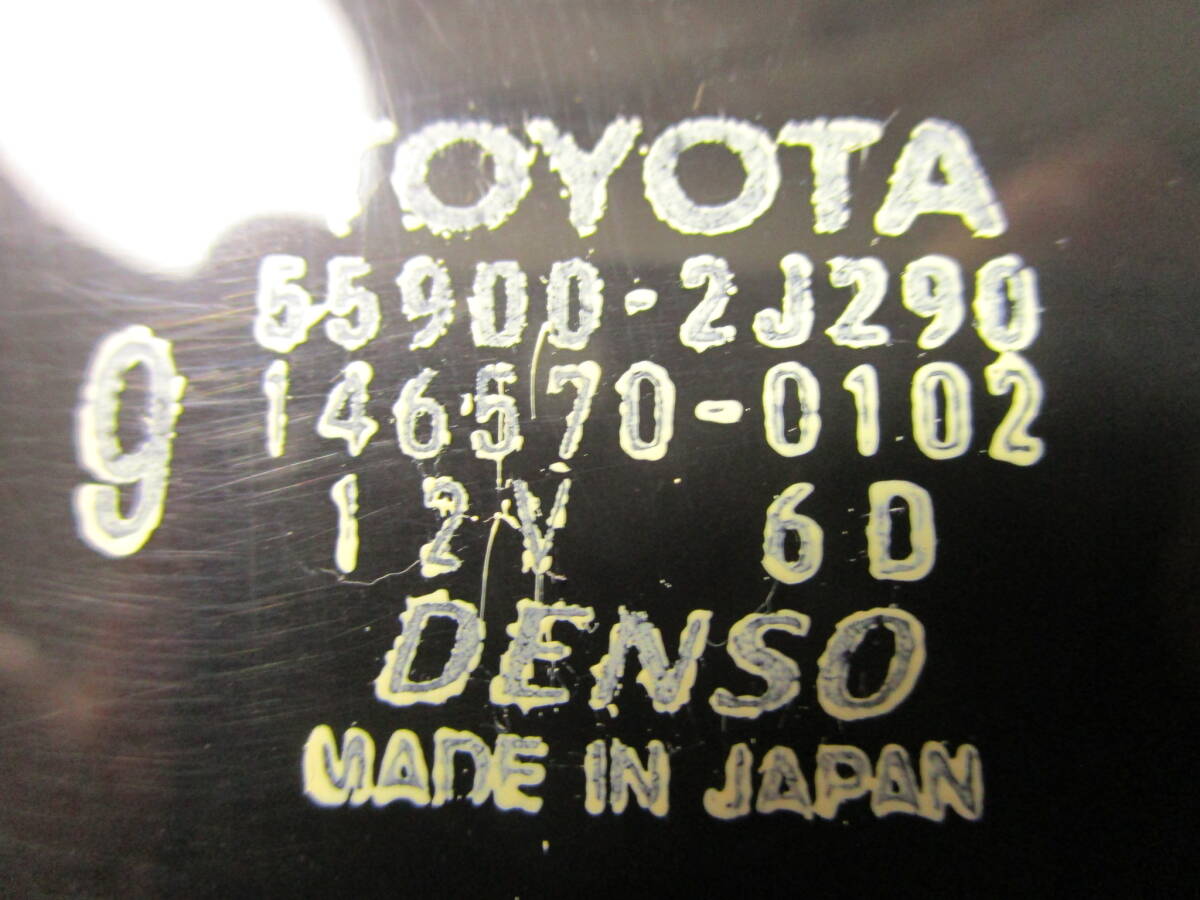 TOYOTA
55900-2J290
9
146570-0102
12V 6D
DENSO
MADE IN JAPAN